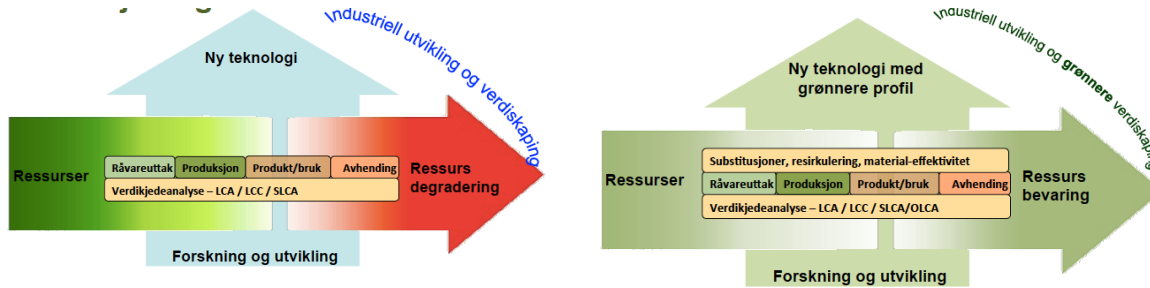 Industriell utvikling og verdiskaping
Ny teknologi
Ressurser
Råvareuttak
Produksjon
Produkt/bruk
Avhending
Verdikjedeanalyse – LCA / LCC / SLCA
Ressurs
degradering
Forskning og utvikling
Industriell utvikling og grønnere verdiskaping
Ny teknologi med
grønnere profil
Ressurser
Substitusjoner, resirkulering, material-effektivitet
Råvareuttak
Produksjon
Produkt/bruk
Avhending
Verdikjedeanalyse – LCA / LCC / SLCA/OLCA
Ressurs
bevaring
Forskning og utvikling